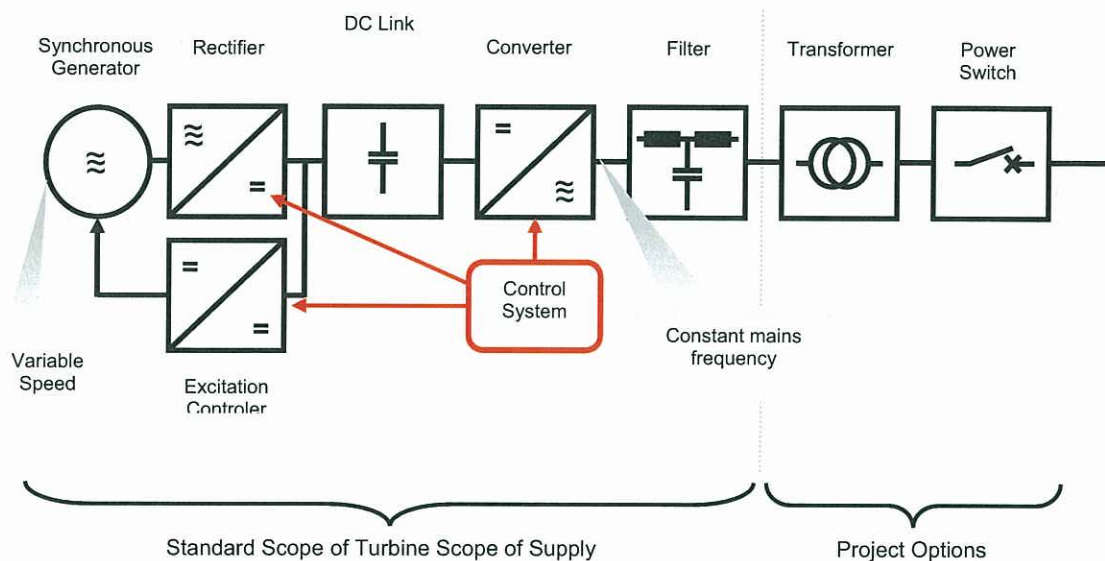 DC Link
Synchronous
Generator
Rectifier
Converter
Filter
Transformer
Power
Switch
Control
System
Constant mains
frequency
Variable
Speed
Excitation
Controler
Standard Scope of Turbine Scope of Supply
Project Options